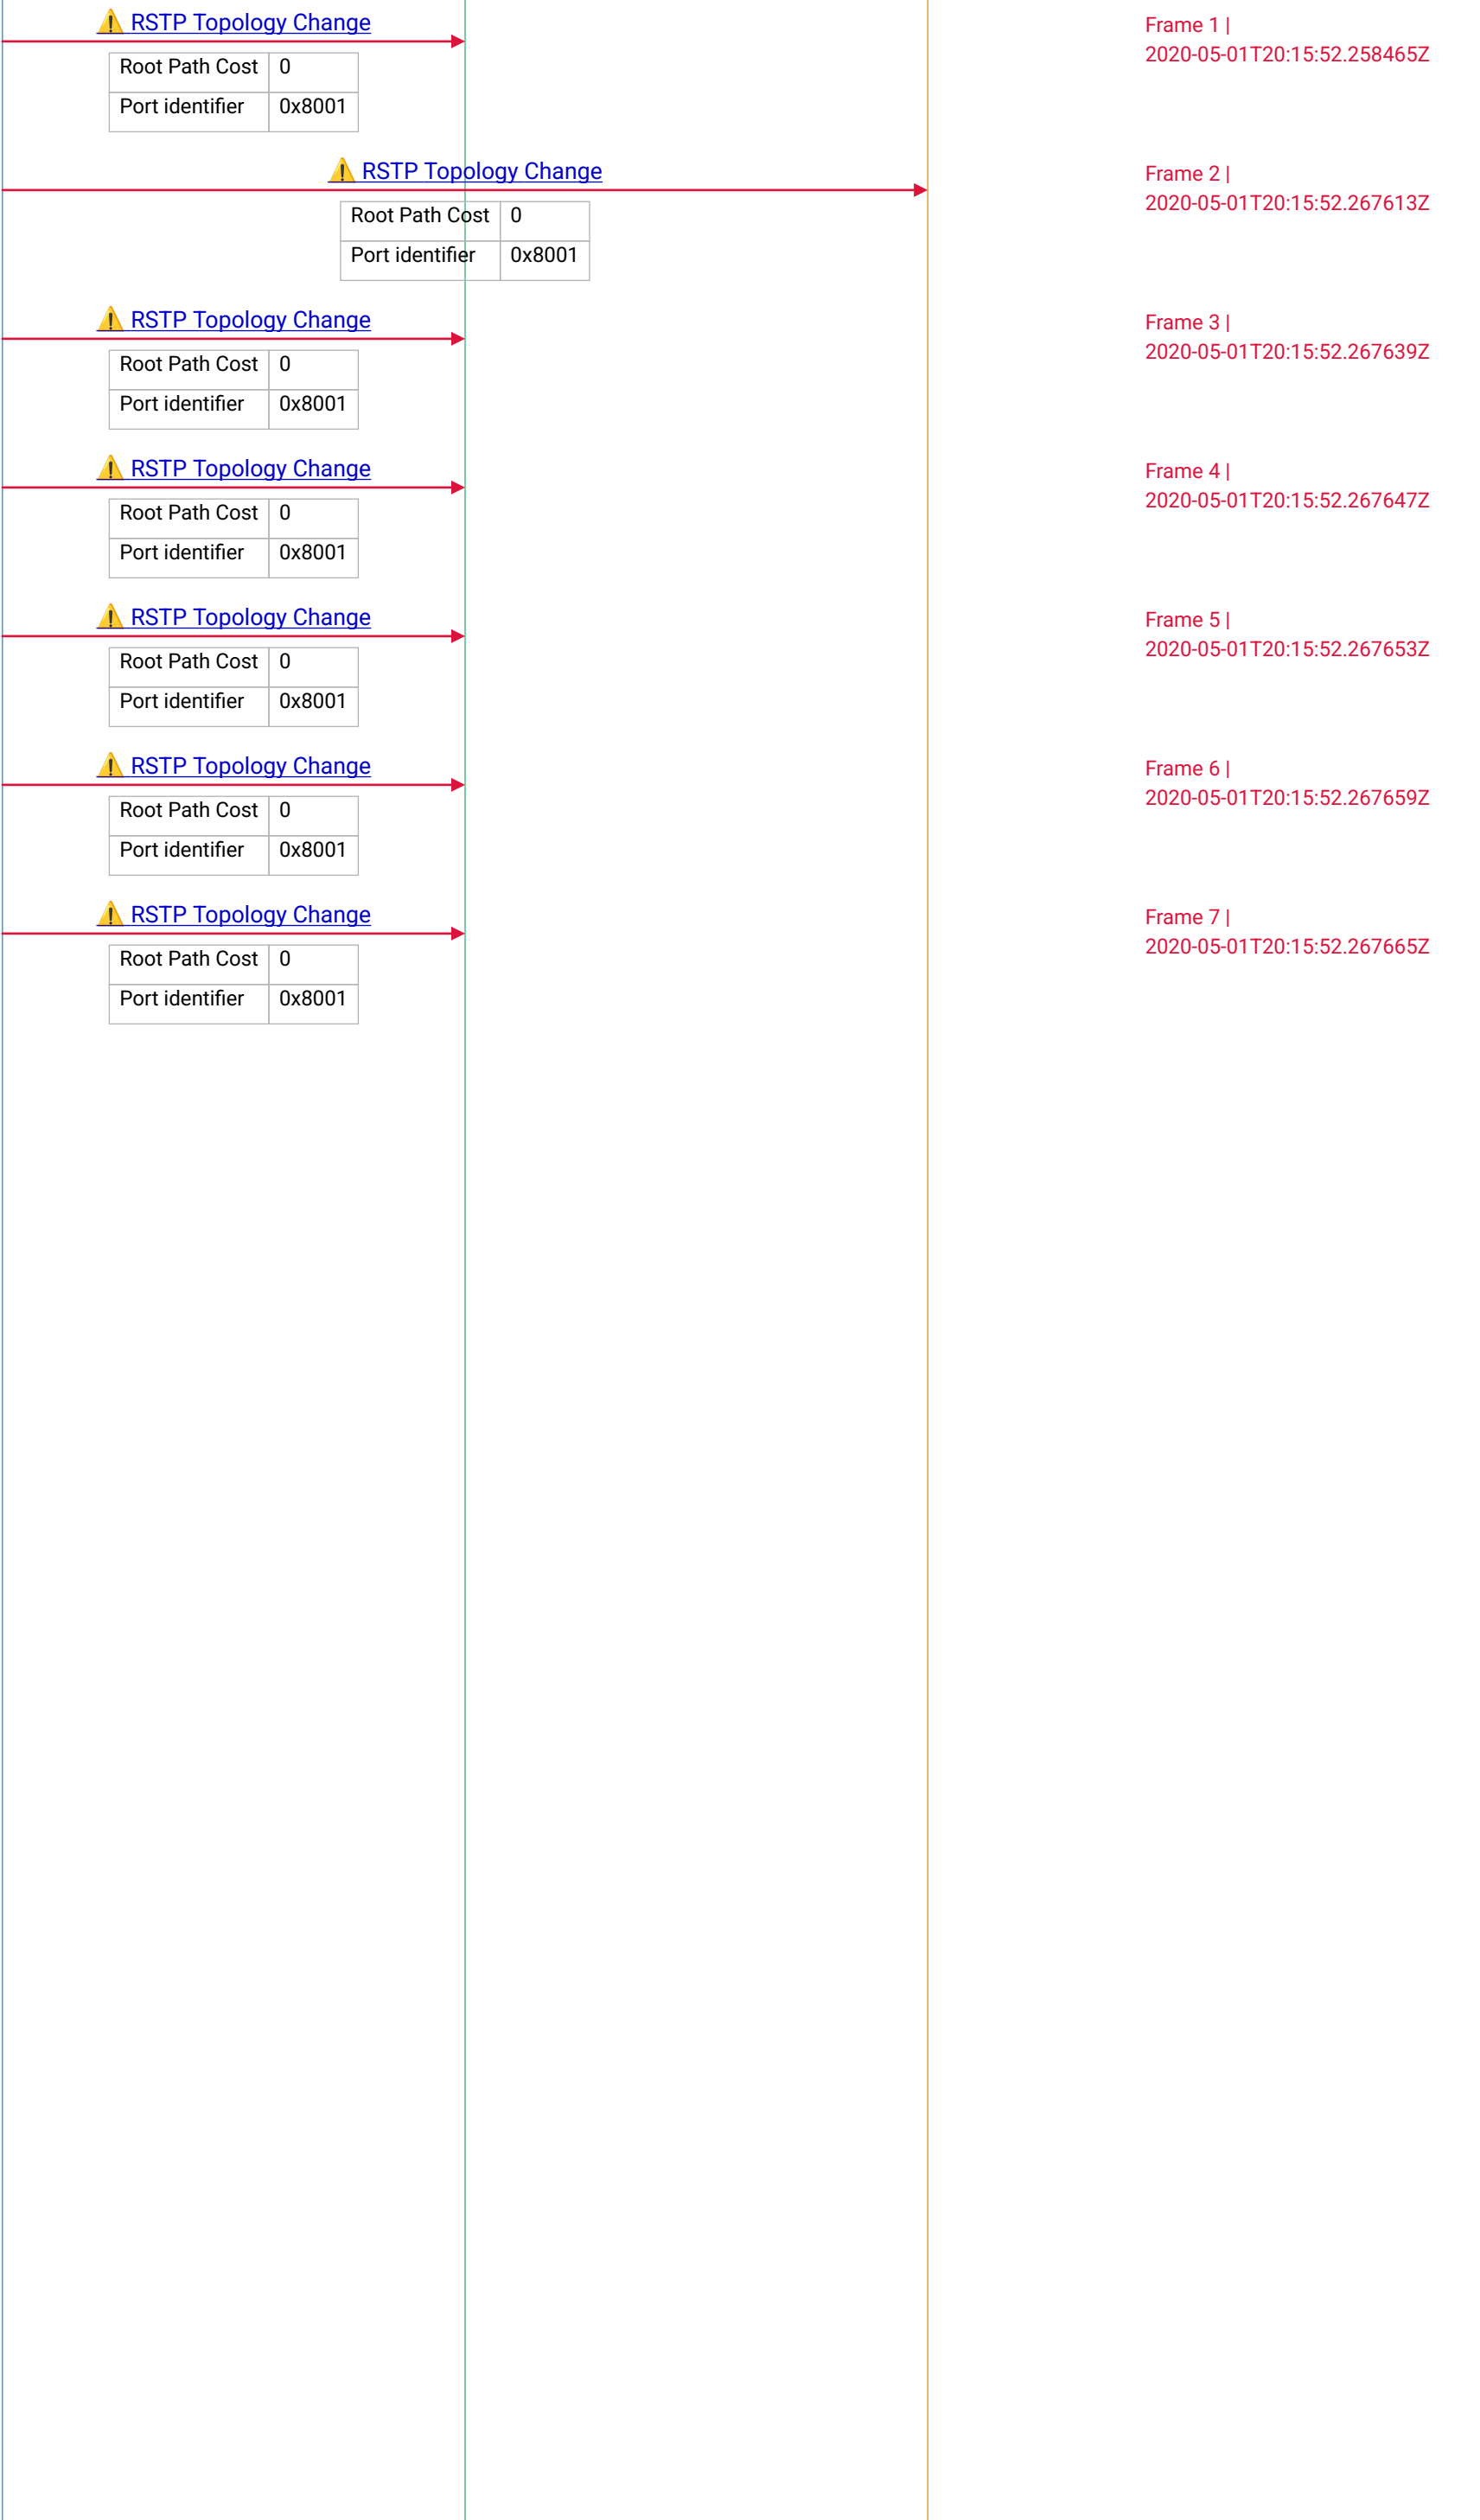 ⚠ RSTP Topology Change
Frame 1 |
2020-05-01T20:15:52.258465Z
Root Path Cost 0
Port identifier 0x8001
⚠ RSTP Topology Change
Frame 2 |
2020-05-01T20:15:52.267613Z
Root Path Cost 0
Port identifier 0x8001
⚠ RSTP Topology Change
Frame 3 |
2020-05-01T20:15:52.267639Z
Root Path Cost 0
Port identifier 0x8001
⚠ RSTP Topology Change
Frame 4 |
2020-05-01T20:15:52.267647Z
Root Path Cost 0
Port identifier 0x8001
⚠ RSTP Topology Change
Frame 5 |
2020-05-01T20:15:52.267653Z
Root Path Cost 0
Port identifier 0x8001
⚠ RSTP Topology Change
Frame 6 |
2020-05-01T20:15:52.267659Z
Root Path Cost 0
Port identifier 0x8001
⚠ RSTP Topology Change
Frame 7 |
2020-05-01T20:15:52.267665Z
Root Path Cost 0
Port identifier 0x8001